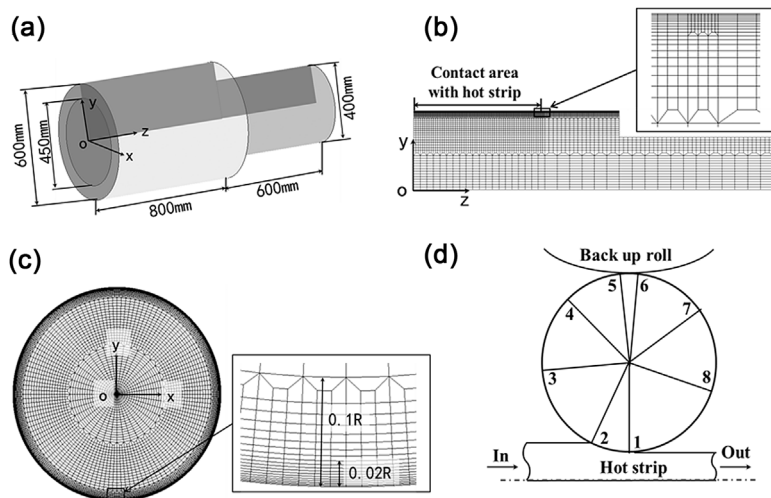 (a)
y
z
o
x
600mm
450mm
400mm
800mm
600mm
(b)
Contact area
with hot strip
y
o
z
(c)
y
o
x
0.1R
0.02R
(d)
Back up roll
5
6
4
7
3
8
2
1
In
Out
Hot strip